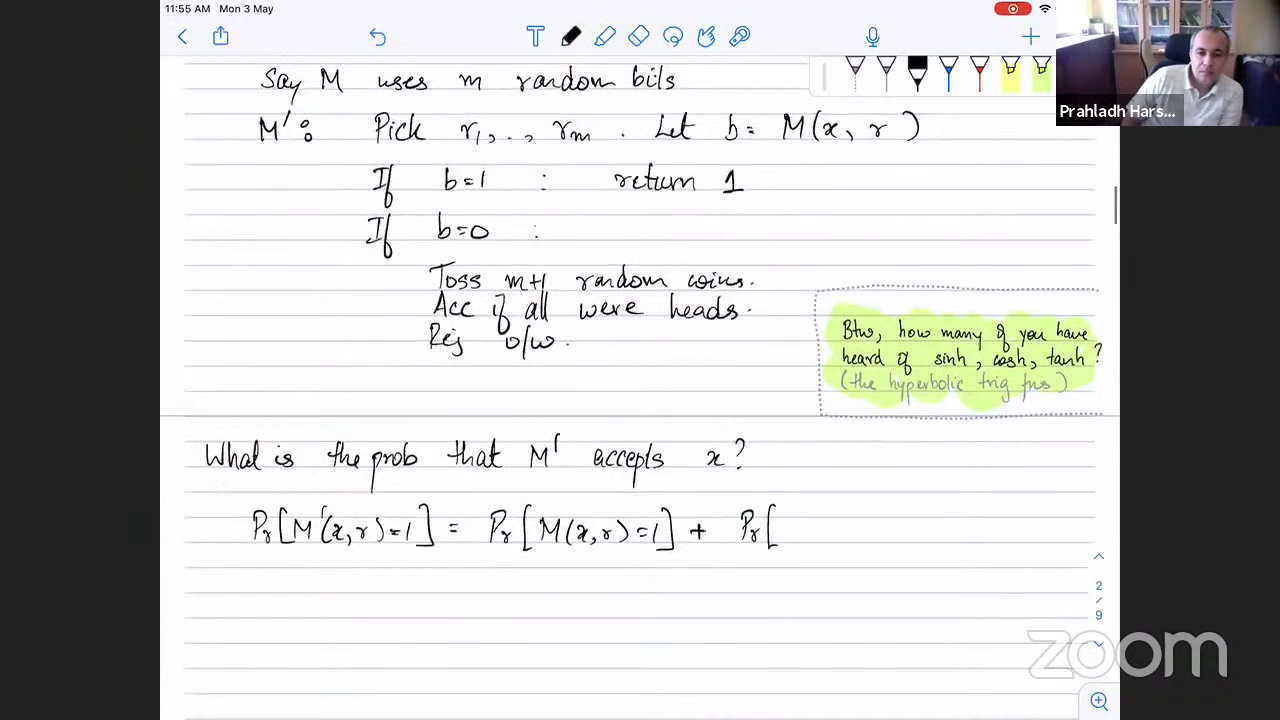 11:55 AM Mon 3 May
Prahladh Hars...
Say M uses m random bits
M': Pick r1, . ., rm . Let b = M(x, r)
If b=1 : return 1
If b=0 :
Toss m+1 random coins.
Acc if all were heads.
Rej o/w.
Btw, how many of you have
heard of sinh, cosh, tanh?
(the hyperbolic trig fns)
What is the prob that M' accepts x?
Pr[M'(x,r)=1] = Pr[M(x,r)=1] + Pr[
2
/
9
zoom